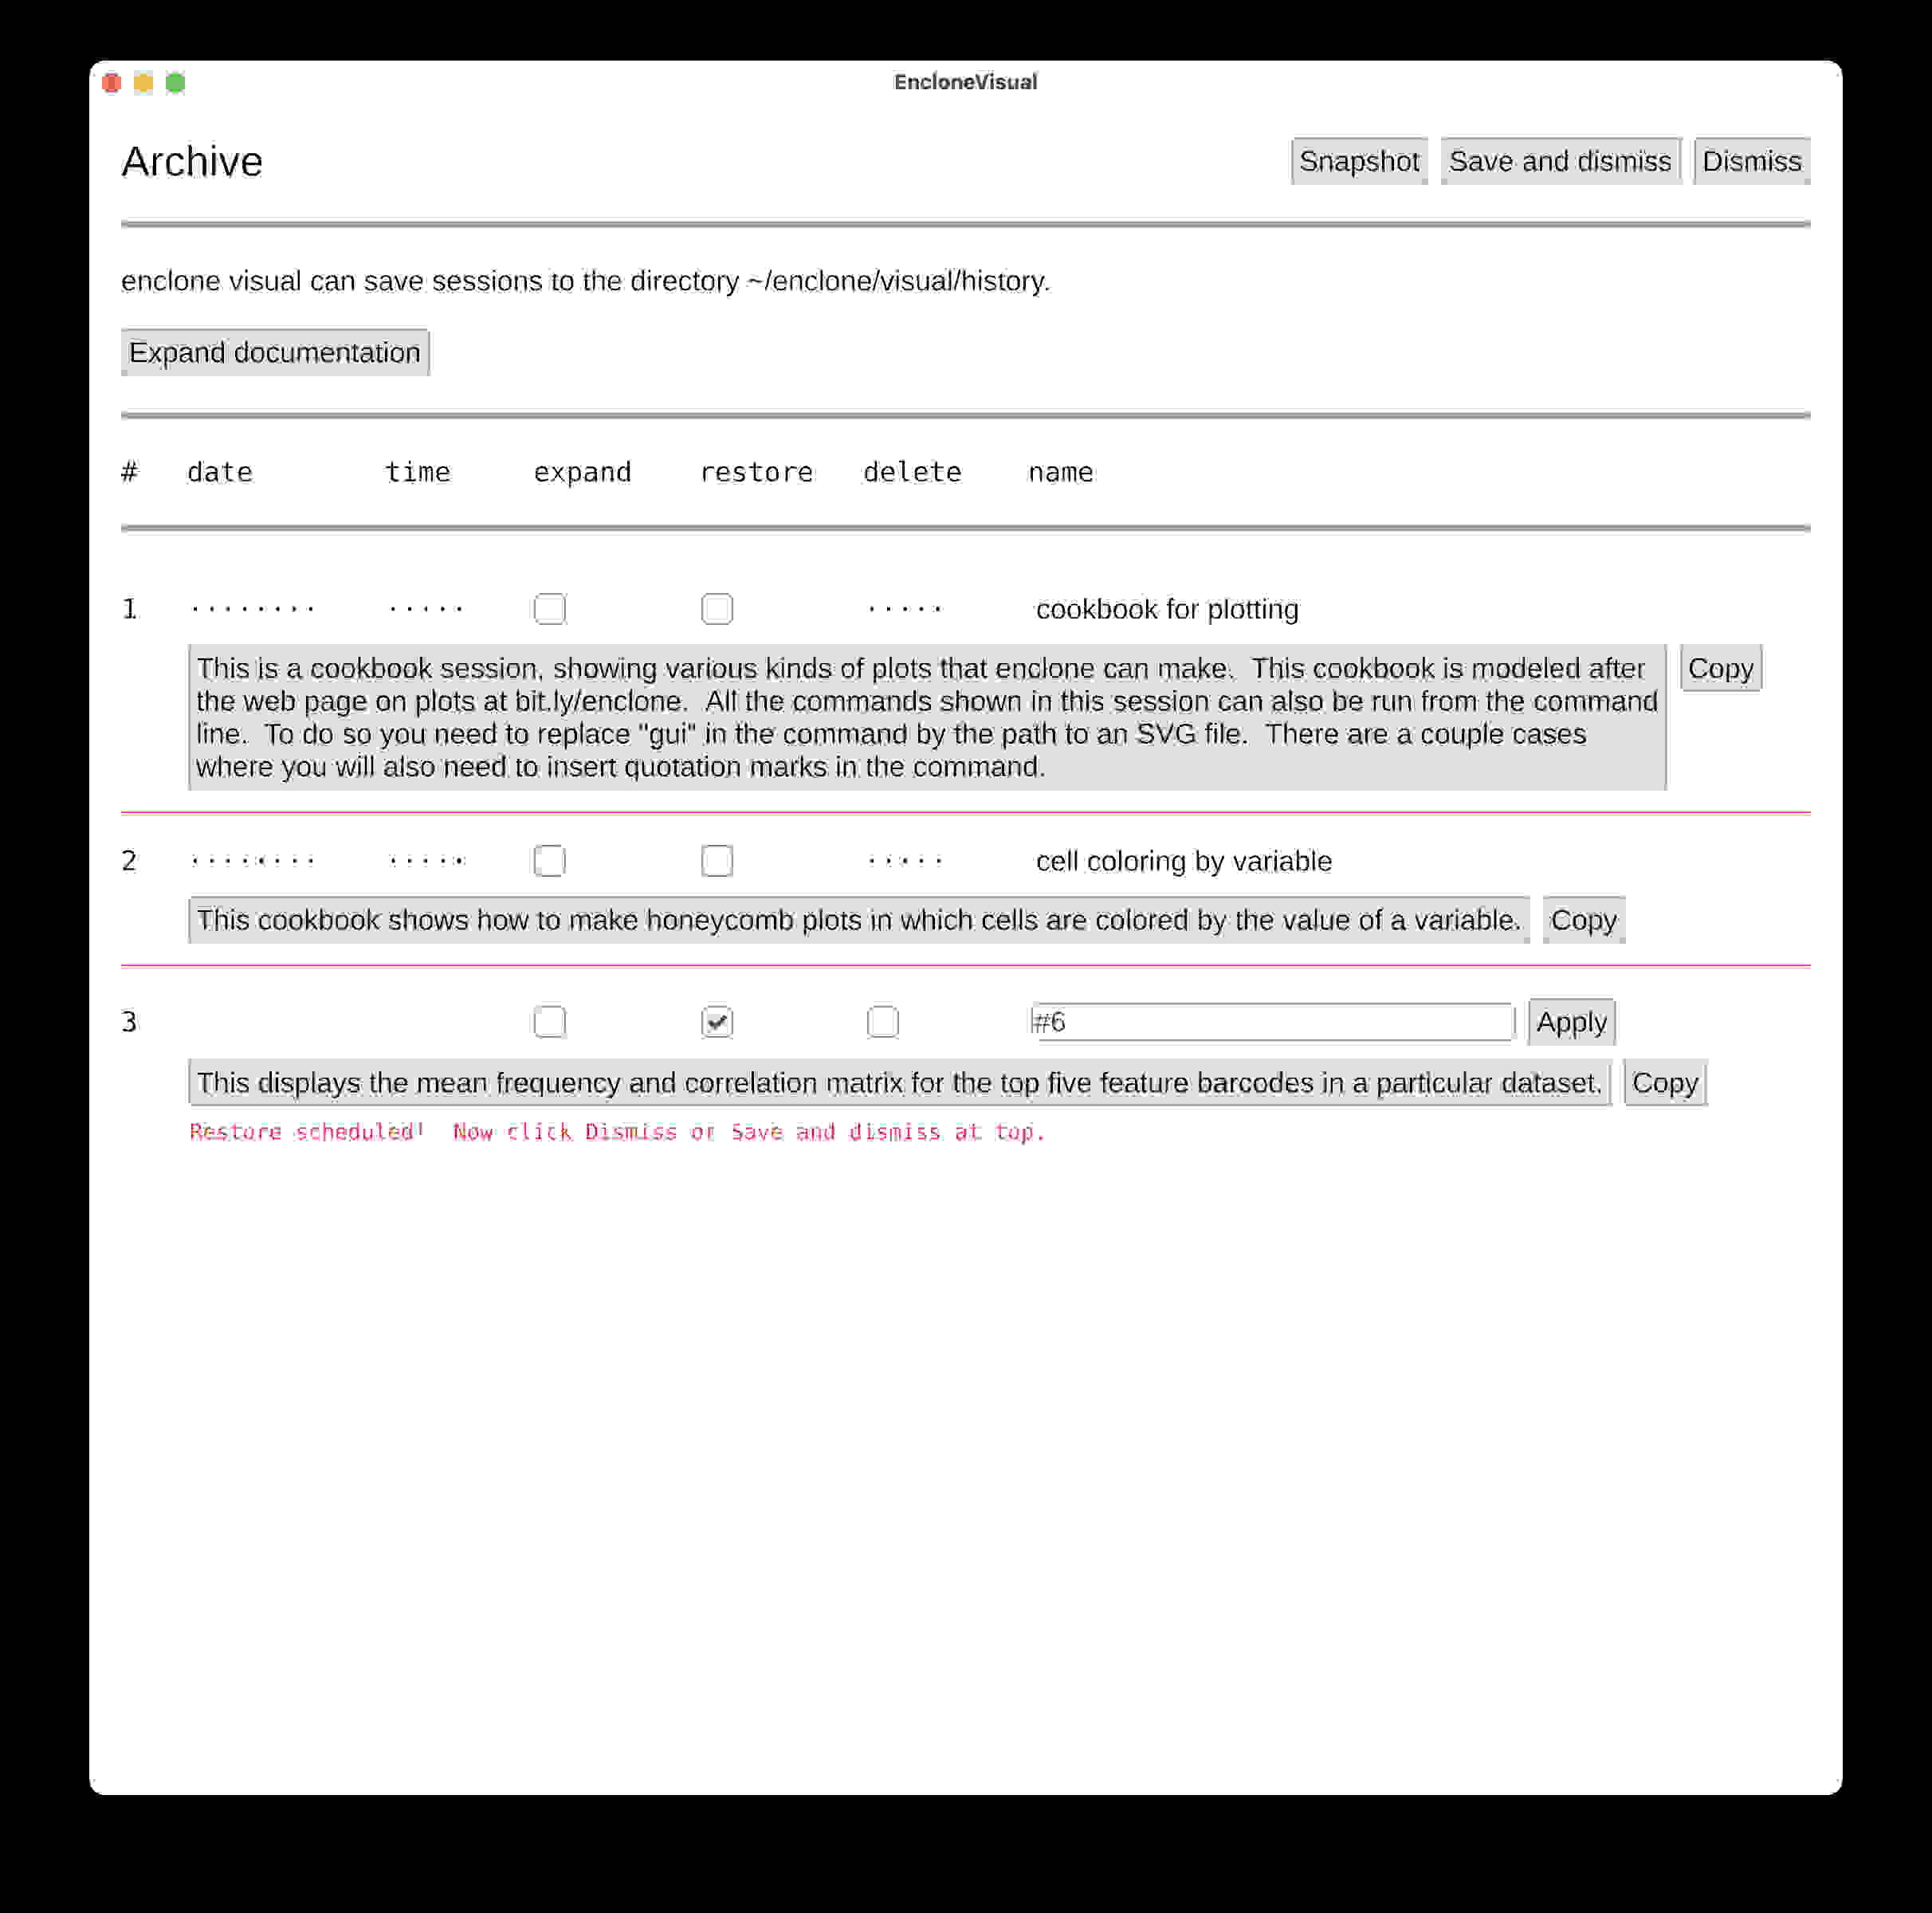 EncloneVisual
Archive Snapshot Save and dismiss Dismiss
enclone visual can save sessions to the directory ~/enclone/visual/history.
Expand documentation
# date time expand restore delete name
1 ········ ····· ····· cookbook for plotting
This is a cookbook session, showing various kinds of plots that enclone can make.  This cookbook is modeled after Copy
the web page on plots at bit.ly/enclone.  All the commands shown in this session can also be run from the command
line.  To do so you need to replace "gui" in the command by the path to an SVG file.  There are a couple cases
where you will also need to insert quotation marks in the command.
2 ········ ····· ····· cell coloring by variable
This cookbook shows how to make honeycomb plots in which cells are colored by the value of a variable. Copy
3 #6 Apply
This displays the mean frequency and correlation matrix for the top five feature barcodes in a particular dataset. Copy
Restore scheduled!  Now click Dismiss or Save and dismiss at top.